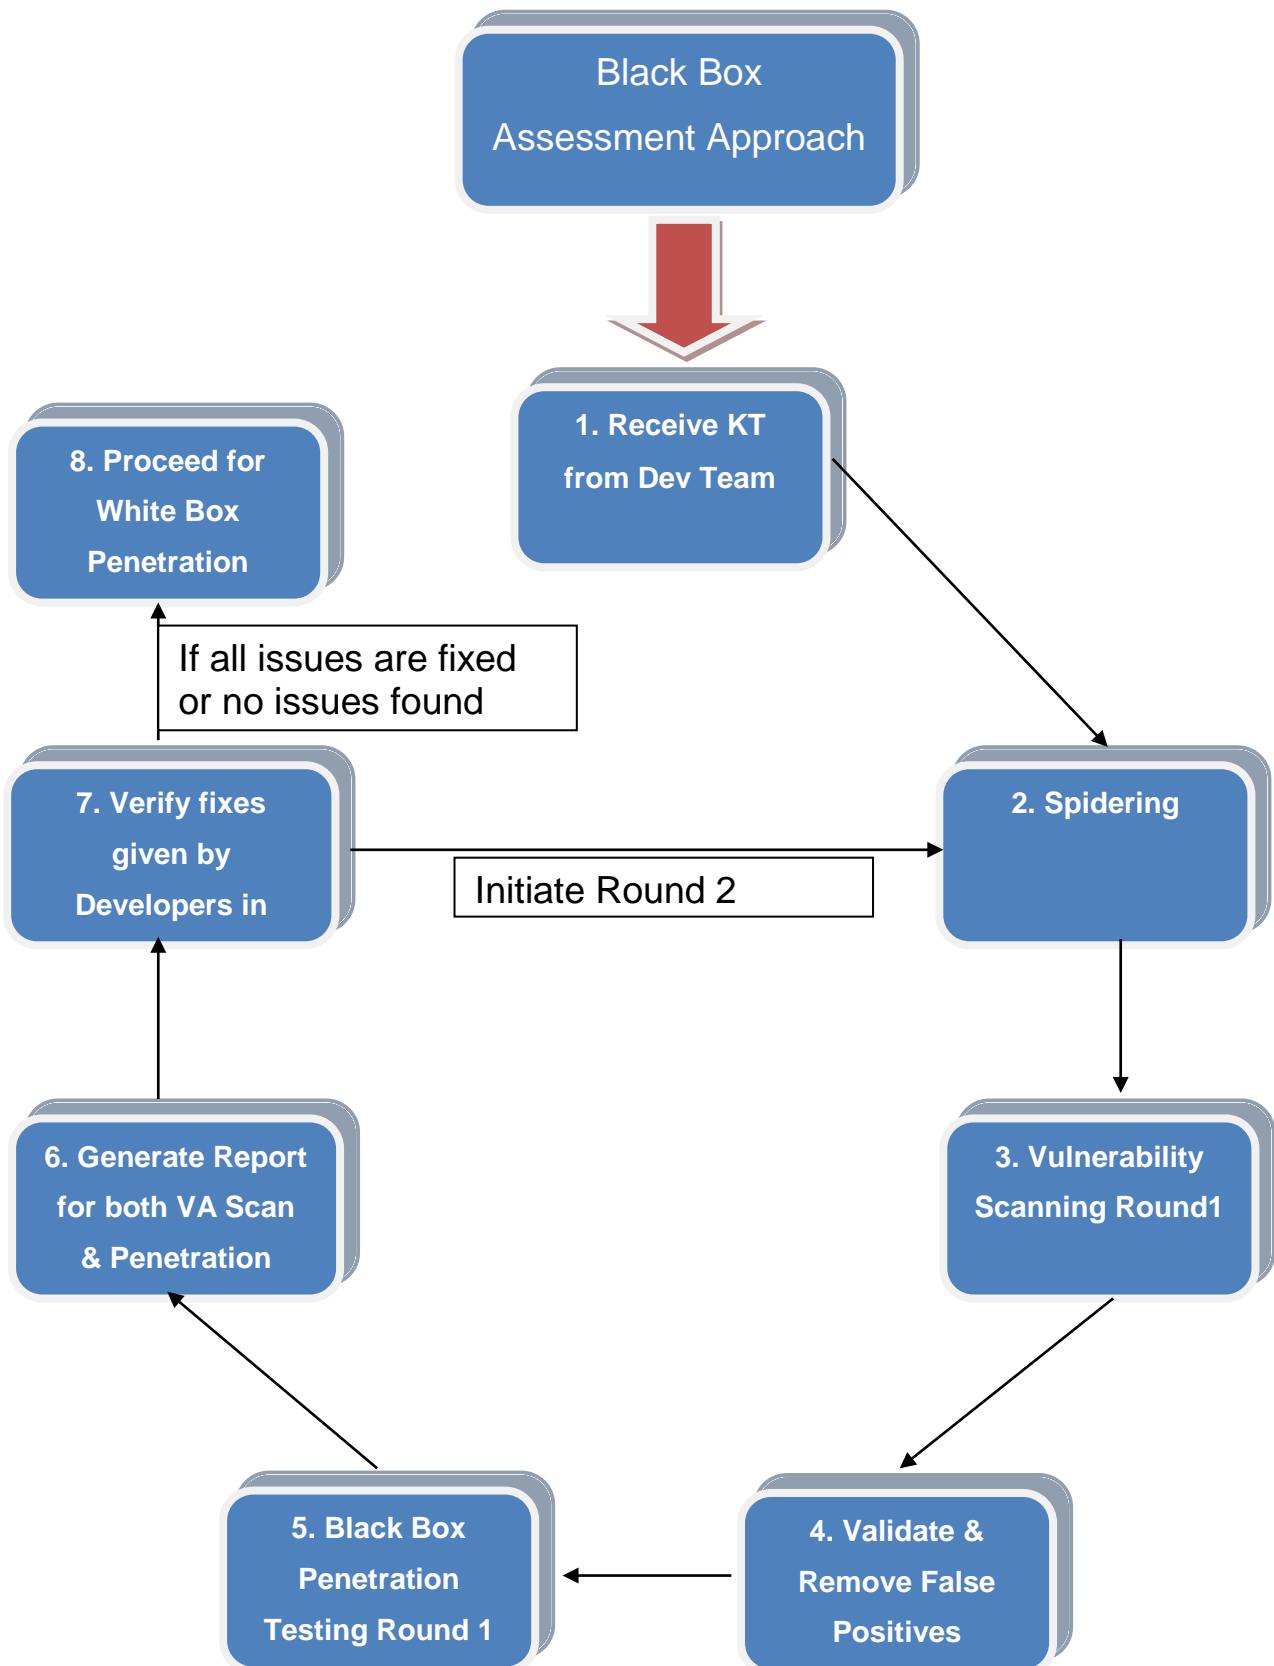 Black Box
Assessment Approach
1. Receive KT
from Dev Team
8. Proceed for
White Box
Penetration
If all issues are fixed
or no issues found
7. Verify fixes
given by
Developers in
Initiate Round 2
2. Spidering
6. Generate Report
for both VA Scan
& Penetration
3. Vulnerability
Scanning Round1
5. Black Box
Penetration
Testing Round 1
4. Validate &
Remove False
Positives